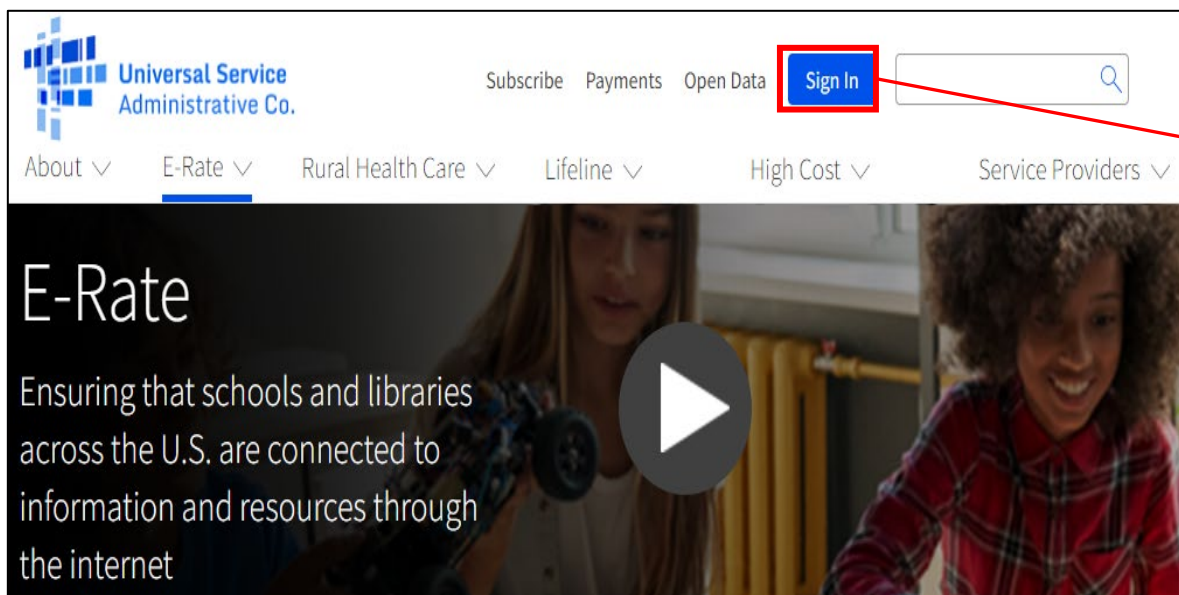 Universal Service
Administrative Co.
Subscribe Payments Open Data Sign In
About E-Rate Rural Health Care Lifeline High Cost Service Providers
E-Rate
Ensuring that schools and libraries
across the U.S. are connected to
information and resources through
the internet